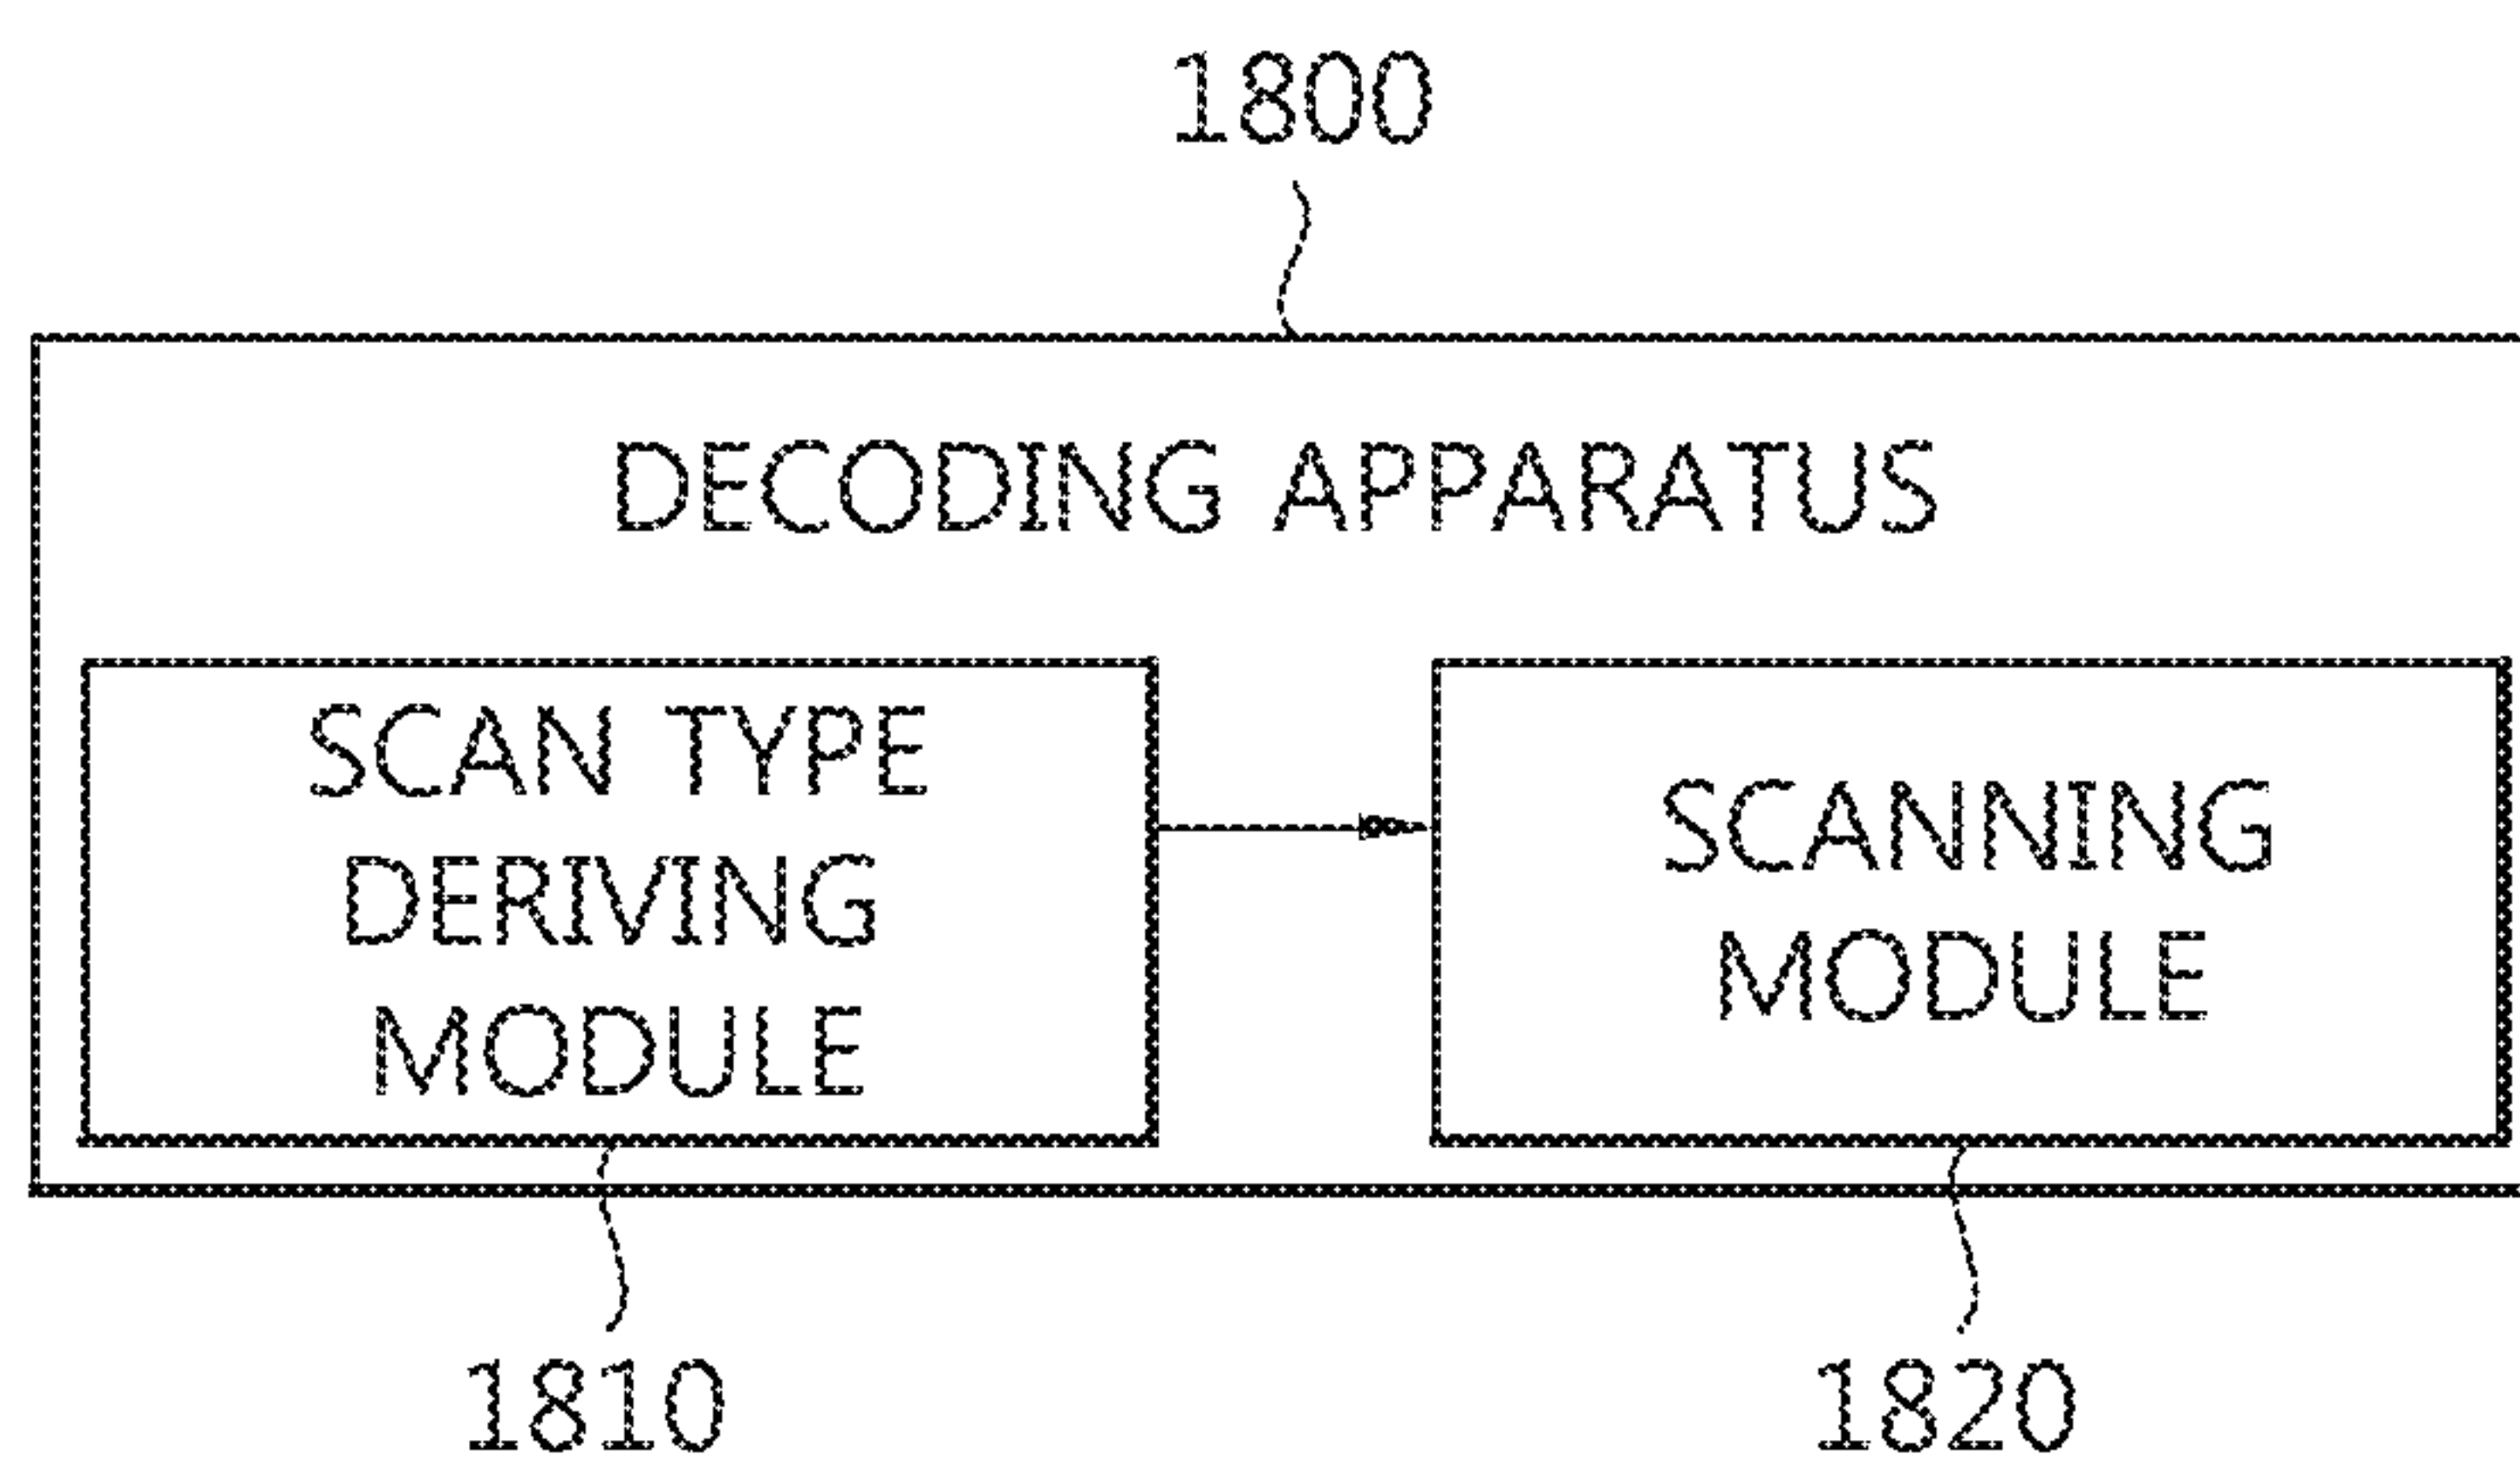 1800
DECODING APPARATUS
SCAN TYPE
DERIVING
MODULE
SCANNING
MODULE
1810
1820